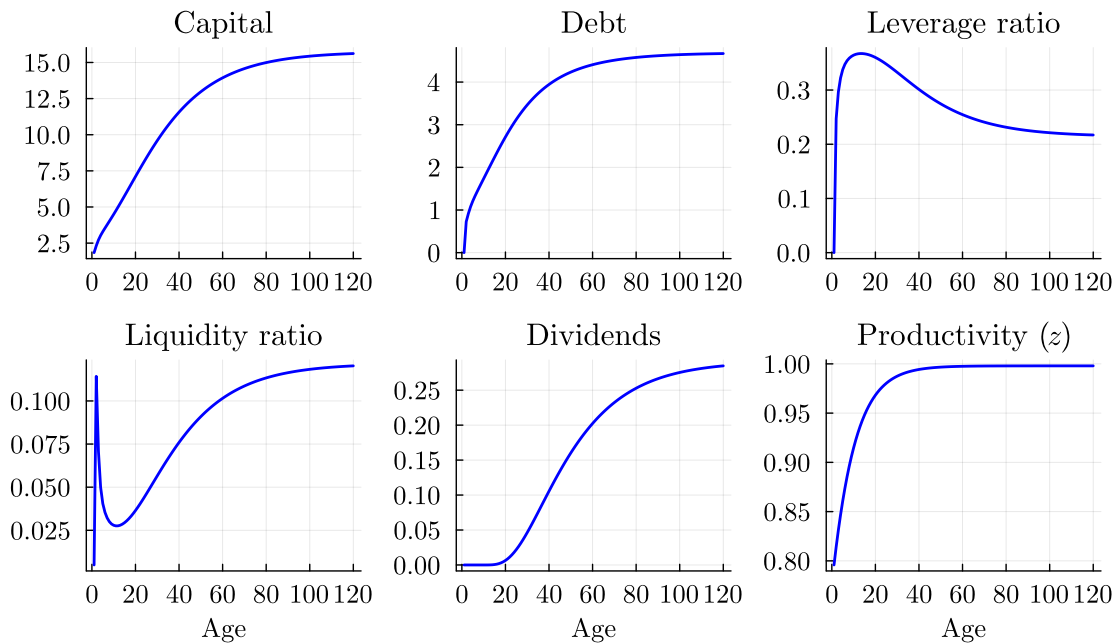 Capital
15.0
12.5
10.0
7.5
5.0
2.5
0 20 40 60 80 100 120
Debt
4
3
2
1
0
0 20 40 60 80 100 120
Leverage ratio
0.3
0.2
0.1
0.0
0 20 40 60 80 100 120
Liquidity ratio
0.100
0.075
0.050
0.025
0 20 40 60 80 100 120
Age
Dividends
0.25
0.20
0.15
0.10
0.05
0.00
0 20 40 60 80 100 120
Age
Productivity (z)
1.00
0.95
0.90
0.85
0.80
0 20 40 60 80 100 120
Age